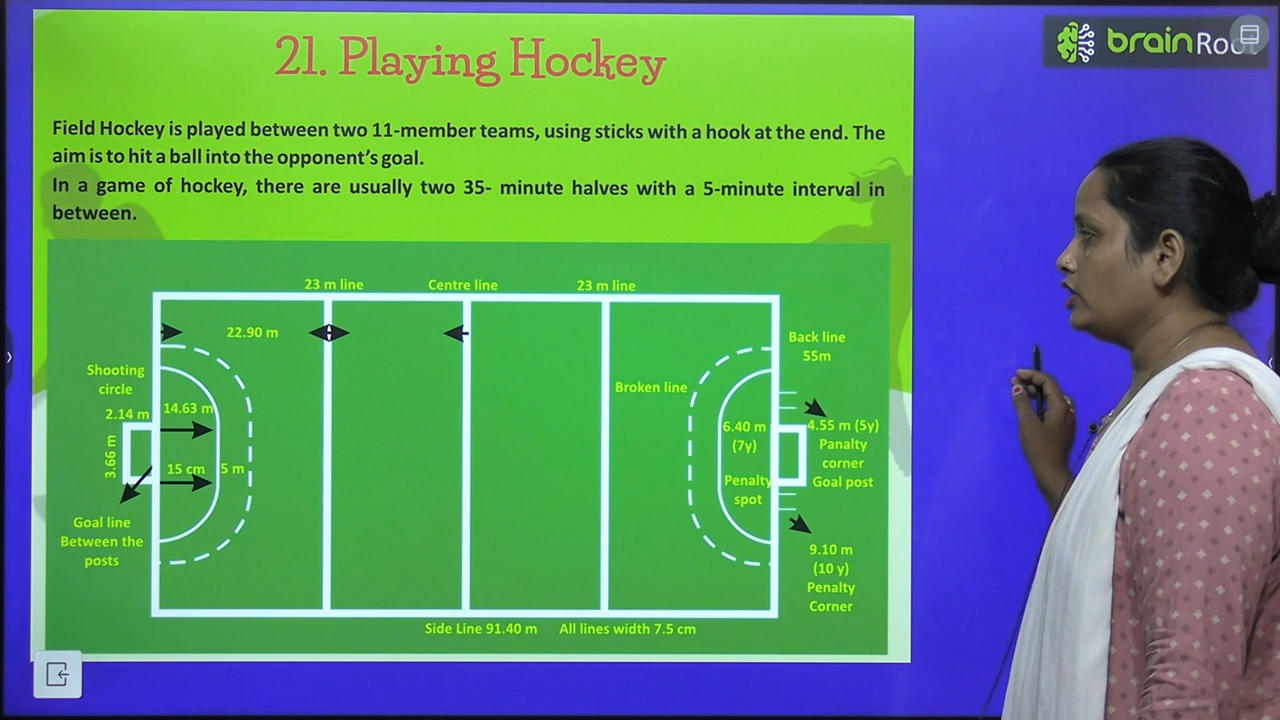 21. Playing Hockey
brainRoot
Field Hockey is played between two 11-member teams, using sticks with a hook at the end. The
aim is to hit a ball into the opponent's goal.
In a game of hockey, there are usually two 35- minute halves with a 5-minute interval in
between.
23 m line
Centre line
23 m line
22.90 m
Back line
55m
Shooting
circle
Broken line
2.14 m
14.63 m
3.66 m
15 cm
5 m
6.40 m
(7y)
Penalty
spot
4.55 m (5y)
Panalty
corner
Goal post
Goal line
Between the
posts
9.10 m
(10 y)
Penalty
Corner
Side Line 91.40 m
All lines width 7.5 cm